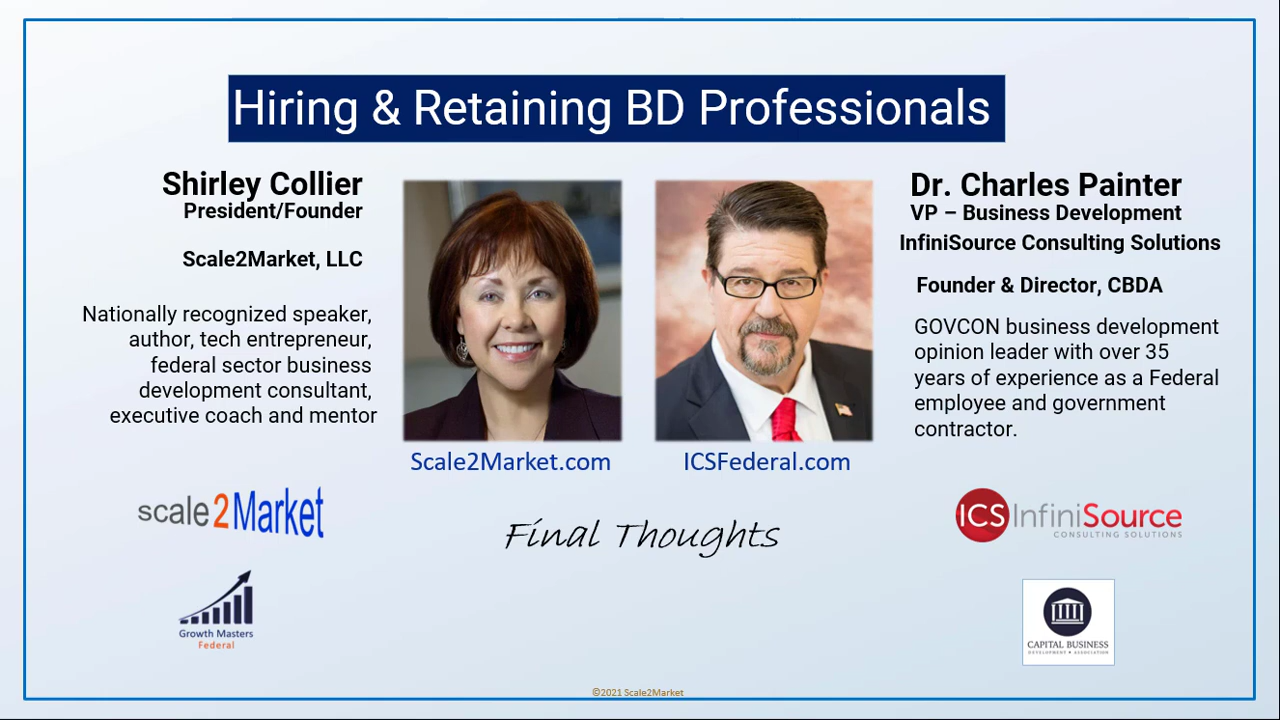 Hiring & Retaining BD Professionals
Shirley Collier
President/Founder
Scale2Market, LLC
Nationally recognized speaker,
author, tech entrepreneur,
federal sector business
development consultant,
executive coach and mentor
Scale2Market.com
ICSFederal.com
Dr. Charles Painter
VP – Business Development
InfiniSource Consulting Solutions
Founder & Director, CBDA
GOVCON business development
opinion leader with over 35
years of experience as a Federal
employee and government
contractor.
scale2Market
Final Thoughts
ICS InfiniSource
CONSULTING SOLUTIONS
Growth Masters
Federal
CAPITAL BUSINESS
DEVELOPMENT • ASSOCIATION
©2021 Scale2Market